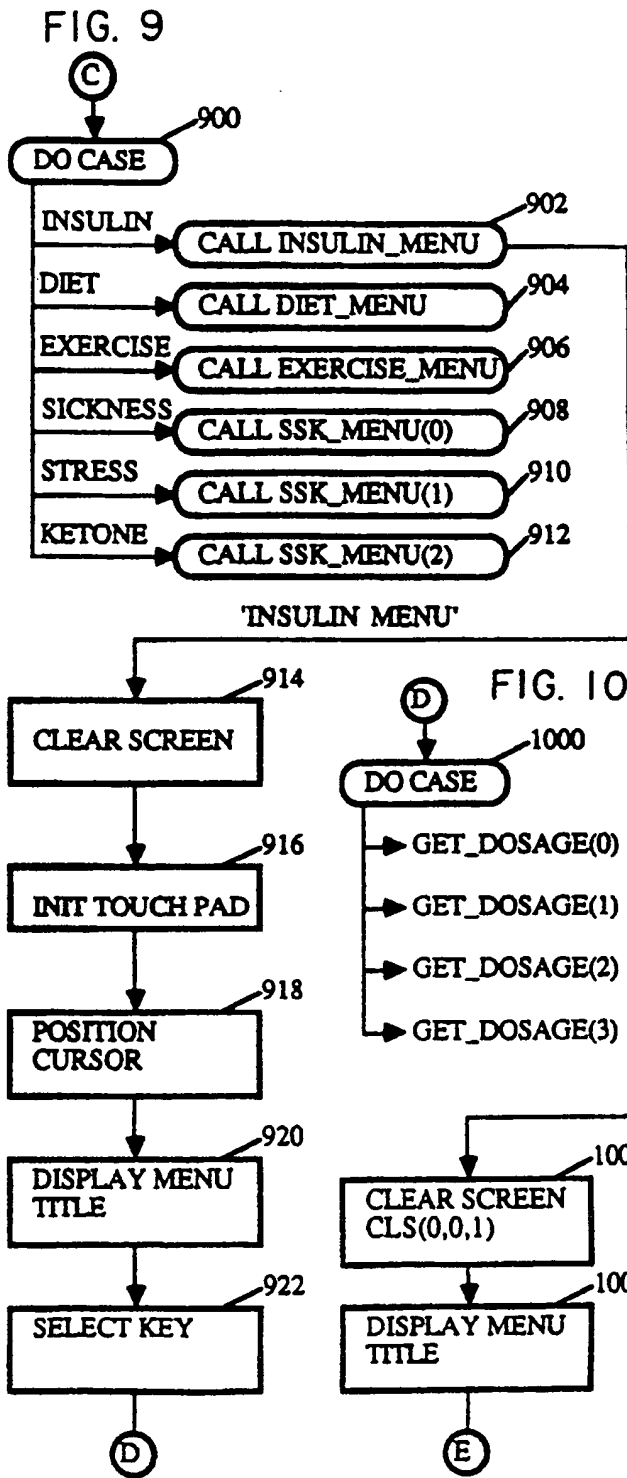 FIG. 9
C
900
DO CASE
902
INSULIN
CALL INSULIN_MENU
904
DIET
CALL DIET_MENU
906
EXERCISE
CALL EXERCISE_MENU
908
SICKNESS
CALL SSK_MENU(0)
910
STRESS
CALL SSK_MENU(1)
912
KETONE
CALL SSK_MENU(2)
'INSULIN MENU'
914
CLEAR SCREEN
916
INIT TOUCH PAD
918
POSITION
CURSOR
920
DISPLAY MENU
TITLE
922
SELECT KEY
D
FIG. 10
D
1000
DO CASE
GET_DOSAGE(0)
GET_DOSAGE(1)
GET_DOSAGE(2)
GET_DOSAGE(3)
CLEAR SCREEN
CLS(0,0,1)
DISPLAY MENU
TITLE
E